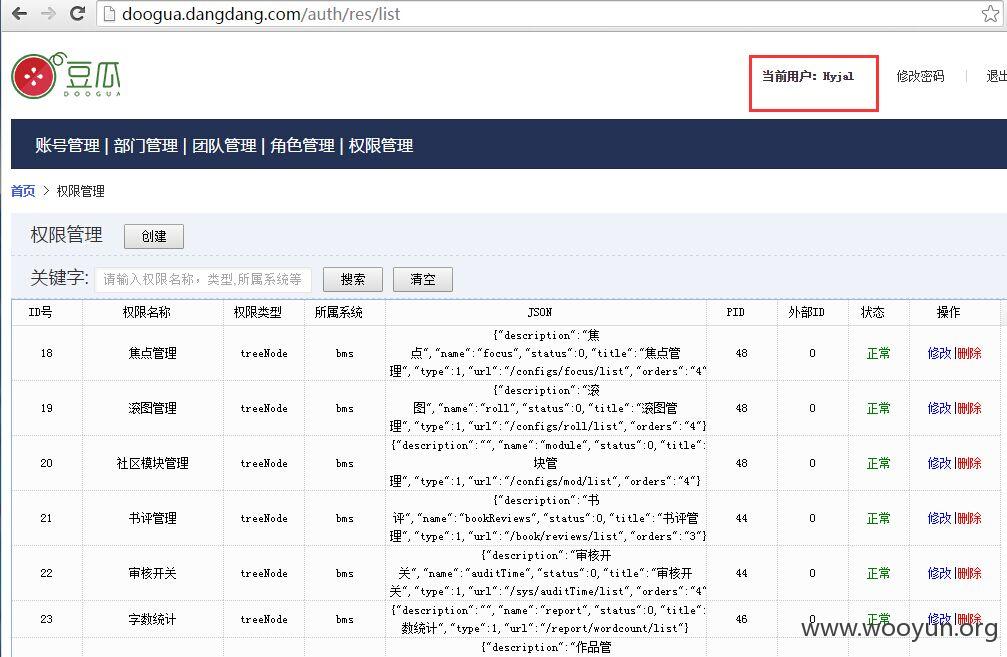 doogua.dangdang.com/auth/res/list
豆瓜
DOOGUA
当前用户: Hyjal
修改密码
退出
账号管理 | 部门管理 | 团队管理 | 角色管理 | 权限管理
首页 > 权限管理
权限管理 创建
关键字: 请输入权限名称，类型,所属系统等 搜索 清空
ID号 权限名称 权限类型 所属系统 JSON PID 外部ID 状态 操作
{"description":"焦
18 焦点管理 treeNode bms 点","name":"focus","status":0,"title":"焦点管 48 0 正常 修改|删除
理","type":1,"url":"/configs/focus/list","orders":"4"
{"description":"滚
19 滚图管理 treeNode bms 图","name":"roll","status":0,"title":"滚图管 48 0 正常 修改|删除
理","type":1,"url":"/configs/roll/list","orders":"4"}
{"description":"","name":"module","status":0,"title":
20 社区模块管理 treeNode bms 块管 48 0 正常 修改|删除
理","type":1,"url":"/configs/mod/list","orders":"4"}
{"description":"书
21 书评管理 treeNode bms 评","name":"bookReviews","status":0,"title":"书评管 44 0 正常 修改|删除
理","type":1,"url":"/book/reviews/list","orders":"3"}
{"description":"审核开
22 审核开关 treeNode bms 关","name":"auditTime","status":0,"title":"审核开 44 0 正常 修改|删除
关","type":1,"url":"/sys/auditTime/list","orders":"4"
{"description":"","name":"report","status":0,"title":
23 字数统计 treeNode bms 数统计","type":1,"url":"/report/wordcount/list"} 46 0 正常 修改|删除
{"description":"作品管
www.wooyun.org